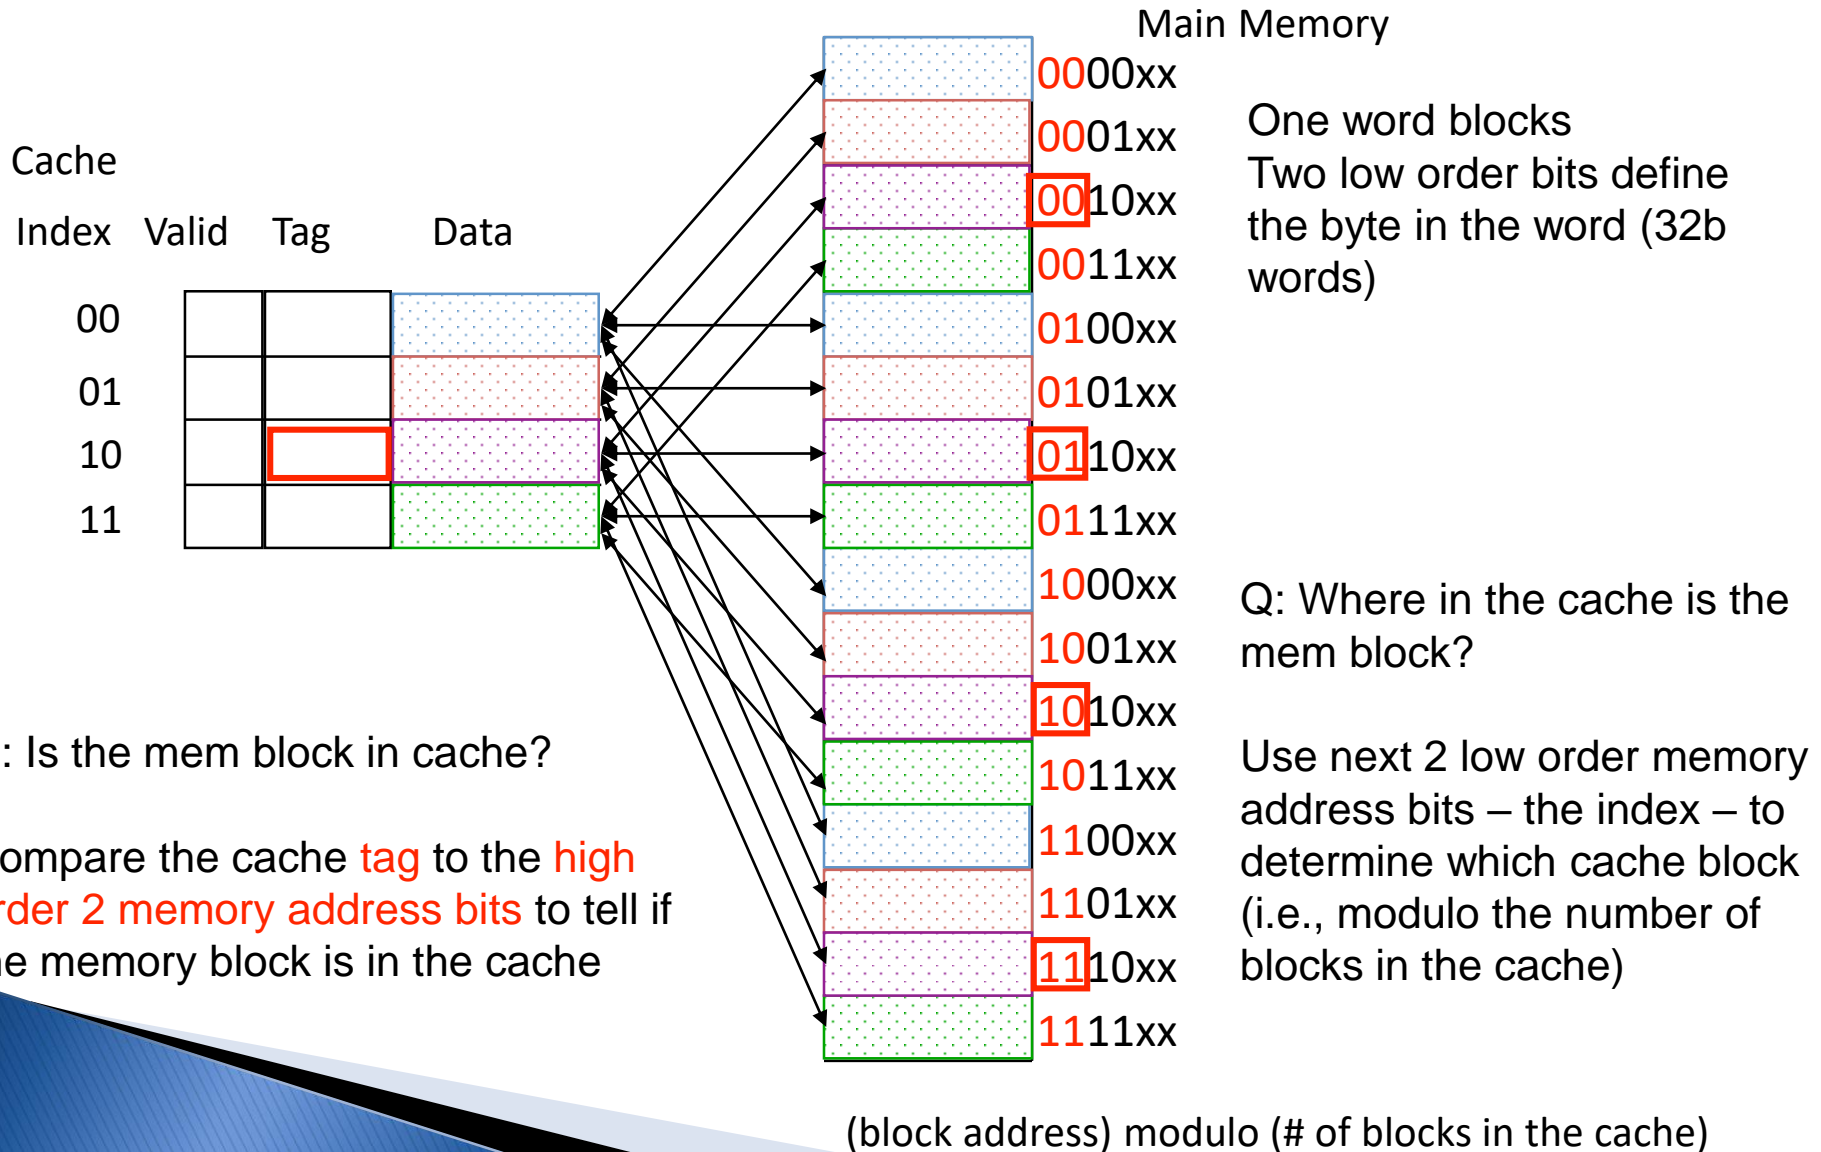 Main Memory
Cache
Index Valid Tag Data
00
01
10
11
0000xx
0001xx
0010xx
0011xx
0100xx
0101xx
0110xx
0111xx
1000xx
1001xx
1010xx
1011xx
1100xx
1101xx
1110xx
1111xx
One word blocks
Two low order bits define
the byte in the word (32b
words)
Q: Where in the cache is the
mem block?
Use next 2 low order memory
address bits – the index – to
determine which cache block
(i.e., modulo the number of
blocks in the cache)
: Is the mem block in cache?
ompare the cache tag to the high
rder 2 memory address bits to tell if
he memory block is in the cache
(block address) modulo (# of blocks in the cache)